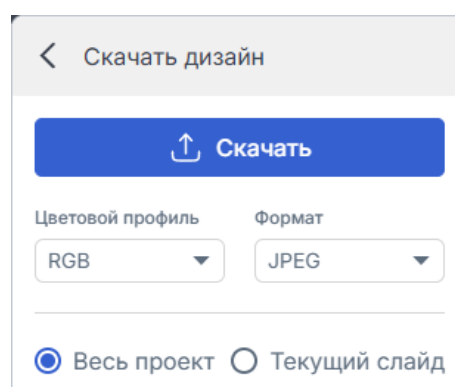 Скачать дизайн
Скачать
Цветовой профиль Формат
RGB JPEG
Весь проект Текущий слайд